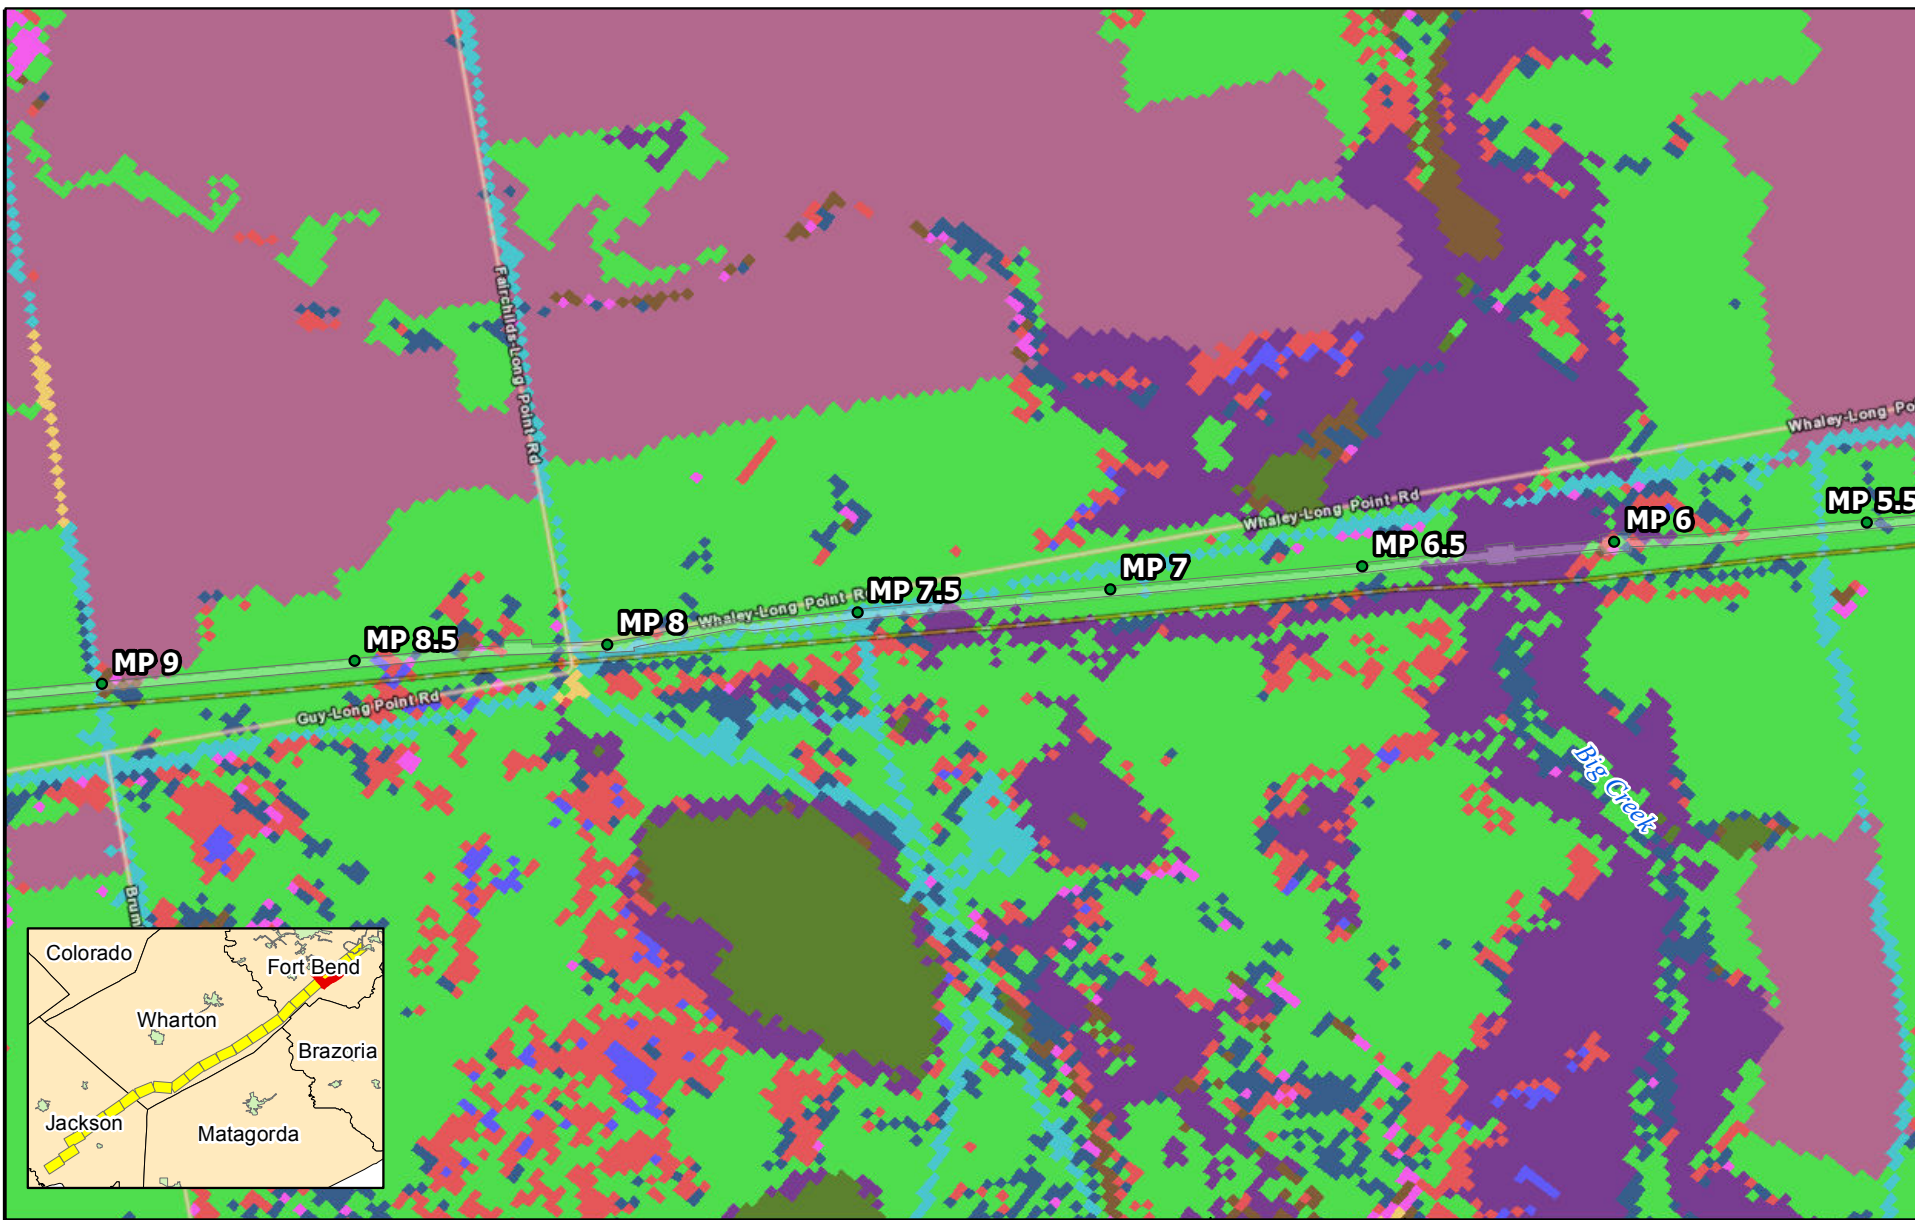 Fairchilds-Long Point Rd
Whaley-Long Po
Whaley-Long Point Rd
MP 5.5
MP 6
MP 6.5
MP 7
MP 7.5
Whaley-Long Point R
MP 8
MP 8.5
MP 9
Guy-Long Point Rd
Big Creek
Brum
Colorado
Fort Bend
Wharton
Brazoria
Jackson
Matagorda